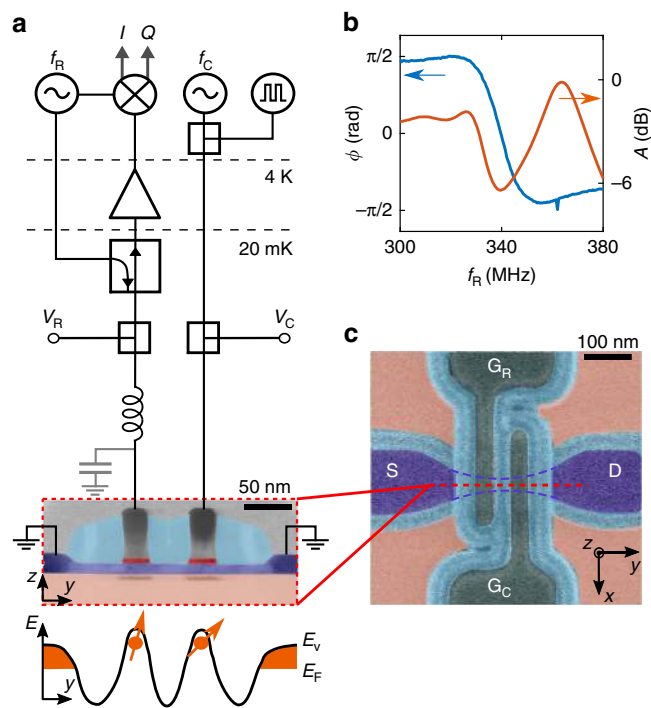 a
I Q
f_R
f_C
4 K
20 mK
V_R
V_C
50 nm
z
y
E
E_v
E_F
y
b
π/2
0
−π/2
ϕ (rad)
0
−6
A (dB)
300 340 380
f_R (MHz)
c
100 nm
G_R
S
D
G_C
z
y
x